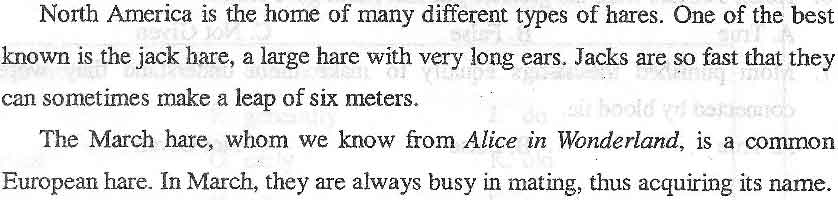 North America is the home of many different types of hares. One of the best
known is the jack hare, a large hare with very long ears. Jacks are so fast that they
can sometimes make a leap of six meters.
The March hare, whom we know from Alice in Wonderland, is a common
European hare. In March, they are always busy in mating, thus acquiring its name.